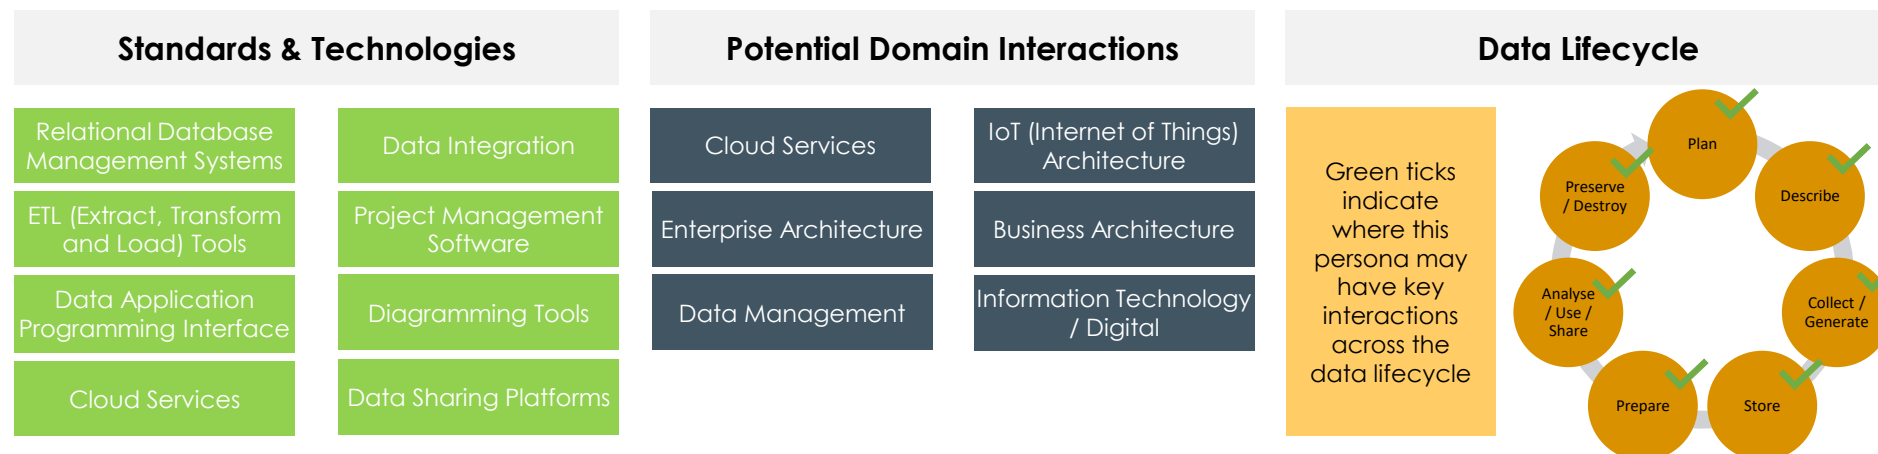 Standards & Technologies
Relational Database
Management Systems
Data Integration
ETL (Extract, Transform
and Load) Tools
Project Management
Software
Data Application
Programming Interface
Diagramming Tools
Cloud Services
Data Sharing Platforms
Potential Domain Interactions
Cloud Services
IoT (Internet of Things)
Architecture
Enterprise Architecture
Business Architecture
Data Management
Information Technology
/ Digital
Data Lifecycle
Green ticks
indicate
where this
persona may
have key
interactions
across the
data lifecycle
Plan
Describe
Collect /
Generate
Store
Prepare
Analyse
/ Use /
Share
Preserve
/ Destroy